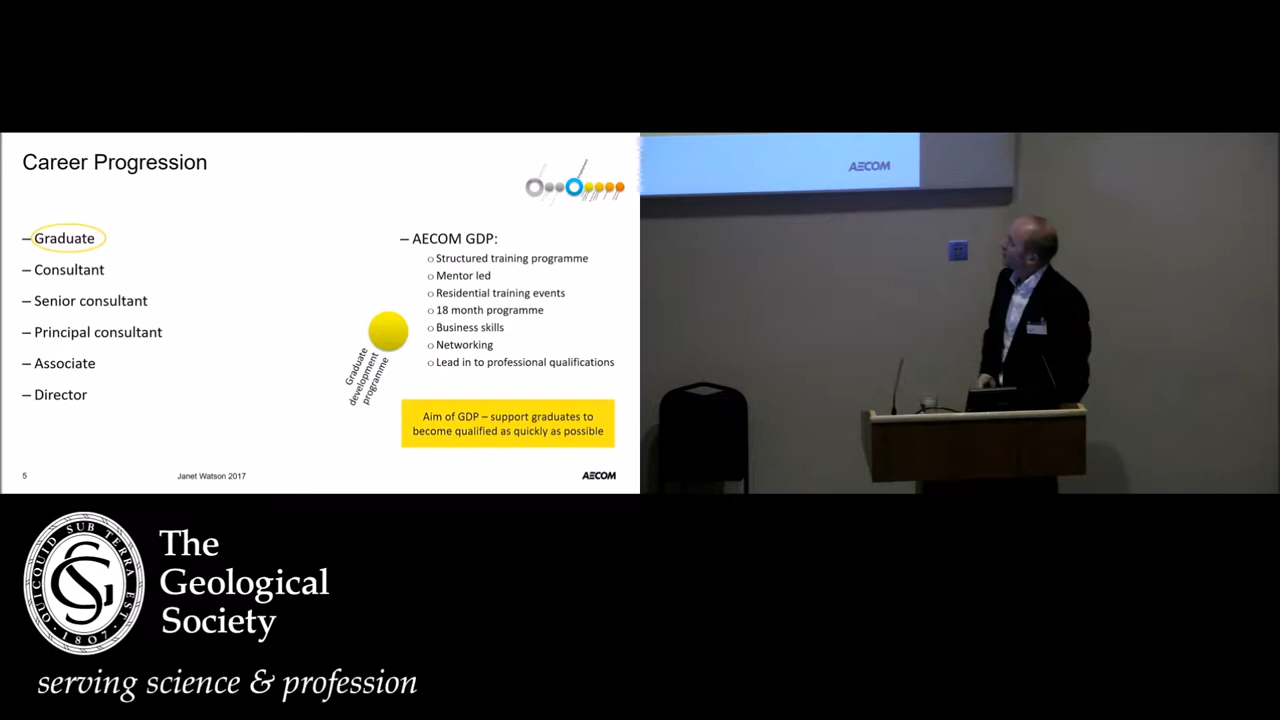 Career Progression
– Graduate
– Consultant
– Senior consultant
– Principal consultant
– Associate
– Director
Graduate
development
programme
– AECOM GDP:
o Structured training programme
o Mentor led
o Residential training events
o 18 month programme
o Business skills
o Networking
o Lead in to professional qualifications
Aim of GDP – support graduates to
become qualified as quickly as possible
5
Janet Watson 2017
AECOM
AECOM
QUICQUID SUB TERRA EST
1807
The
Geological
Society
serving science & profession